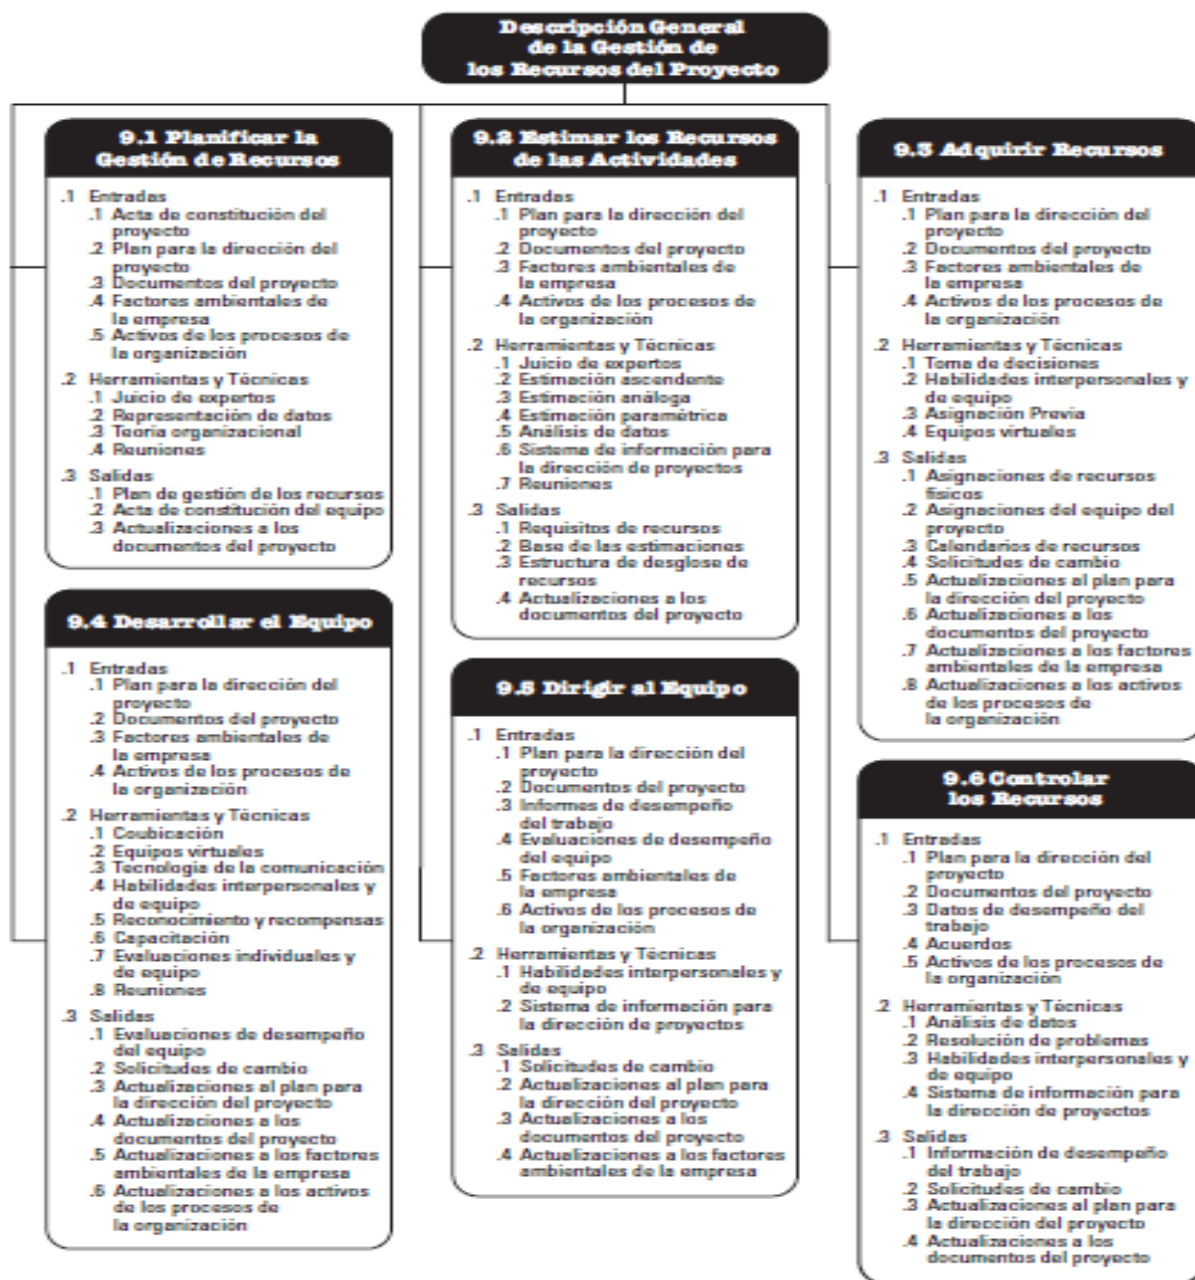 Descripción General
de la Gestión de
los Recursos del Proyecto
9.1 Planificar la
Gestión de Recursos
.1 Entradas
.1 Acta de constitución del
proyecto
.2 Plan para la dirección del
proyecto
.3 Documentos del proyecto
.4 Factores ambientales de
la empresa
.5 Activos de los procesos de
la organización
.2 Herramientas y Técnicas
.1 Juicio de expertos
.2 Representación de datos
.3 Teoría organizacional
.4 Reuniones
.3 Salidas
.1 Plan de gestión de los recursos
.2 Acta de constitución del equipo
.3 Actualizaciones a los
documentos del proyecto
9.2 Estimar los Recursos
de las Actividades
.1 Entradas
.1 Plan para la dirección del
proyecto
.2 Documentos del proyecto
.3 Factores ambientales de
la empresa
.4 Activos de los procesos de
la organización
.2 Herramientas y Técnicas
.1 Juicio de expertos
.2 Estimación ascendente
.3 Estimación análoga
.4 Estimación paramétrica
.5 Análisis de datos
.6 Sistema de información para
la dirección de proyectos
.7 Reuniones
.3 Salidas
.1 Requisitos de recursos
.2 Base de las estimaciones
.3 Estructura de desglose de
recursos
.4 Actualizaciones a los
documentos del proyecto
9.3 Adquirir Recursos
.1 Entradas
.1 Plan para la dirección del
proyecto
.2 Documentos del proyecto
.3 Factores ambientales de
la empresa
.4 Activos de los procesos de
la organización
.2 Herramientas y Técnicas
.1 Toma de decisiones
.2 Habilidades interpersonales y
de equipo
.3 Asignación Previa
.4 Equipos virtuales
.3 Salidas
.1 Asignaciones de recursos
físicos
.2 Asignaciones del equipo del
proyecto
.3 Calendarios de recursos
.4 Solicitudes de cambio
.5 Actualizaciones al plan para
la dirección del proyecto
.6 Actualizaciones a los
documentos del proyecto
.7 Actualizaciones a los factores
ambientales de la empresa
.8 Actualizaciones a los activos
de los procesos de
la organización
9.4 Desarrollar el Equipo
.1 Entradas
.1 Plan para la dirección del
proyecto
.2 Documentos del proyecto
.3 Factores ambientales de
la empresa
.4 Activos de los procesos de
la organización
.2 Herramientas y Técnicas
.1 Coubicación
.2 Equipos virtuales
.3 Tecnología de la comunicación
.4 Habilidades interpersonales y
de equipo
.5 Reconocimiento y recompensas
.6 Capacitación
.7 Evaluaciones individuales y
de equipo
.8 Reuniones
.3 Salidas
.1 Evaluaciones de desempeño
del equipo
.2 Solicitudes de cambio
.3 Actualizaciones al plan para
la dirección del proyecto
.4 Actualizaciones a los
documentos del proyecto
.5 Actualizaciones a los factores
ambientales de la empresa
.6 Actualizaciones a los activos
de los procesos de
la organización
9.5 Dirigir al Equipo
.1 Entradas
.1 Plan para la dirección del
proyecto
.2 Documentos del proyecto
.3 Informes de desempeño
del trabajo
.4 Evaluaciones de desempeño
del equipo
.5 Factores ambientales de
la empresa
.6 Activos de los procesos de
la organización
.2 Herramientas y Técnicas
.1 Habilidades interpersonales y
de equipo
.2 Sistema de información para
la dirección de proyectos
.3 Salidas
.1 Solicitudes de cambio
.2 Actualizaciones al plan para
la dirección del proyecto
.3 Actualizaciones a los
documentos del proyecto
.4 Actualizaciones a los factores
ambientales de la empresa
9.6 Controlar
los Recursos
.1 Entradas
.1 Plan para la dirección del
proyecto
.2 Documentos del proyecto
.3 Datos de desempeño del
trabajo
.4 Acuerdos
.5 Activos de los procesos de
la organización
.2 Herramientas y Técnicas
.1 Análisis de datos
.2 Resolución de problemas
.3 Habilidades interpersonales y
de equipo
.4 Sistema de información para
la dirección de proyectos
.3 Salidas
.1 Información de desempeño
del trabajo
.2 Solicitudes de cambio
.3 Actualizaciones al plan para
la dirección del proyecto
.4 Actualizaciones a los
documentos del proyecto